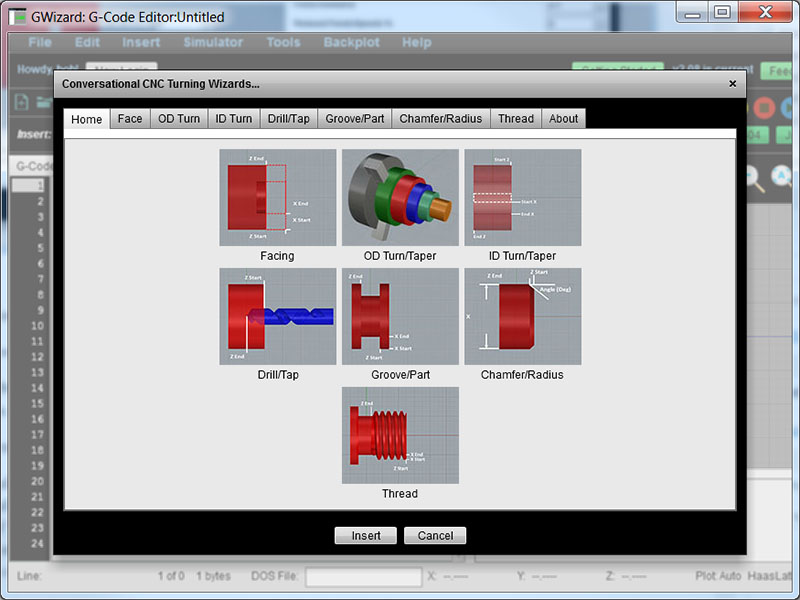 GWizard: G-Code Editor:Untitled
File Edit Insert Simulator Tools Backplot Help
Conversational CNC Turning Wizards...
Home Face OD Turn ID Turn Drill/Tap Groove/Part Chamfer/Radius Thread About
Insert:
G-Code
1
2
3
4
5
6
7
8
9
10
11
12
13
14
15
16
17
18
19
20
21
22
23
24
Z End
X End
X Start
Z Start
Facing
OD Turn/Taper
Start Z
Start X
End X
End Z
ID Turn/Taper
Z Start
Z End
Drill/Tap
Z End
X End
X Start
Z Start
Groove/Part
Z End
Z Start
Angle (Deg)
X
Chamfer/Radius
Z End
X End
X Start
Z Start
Thread
Insert Cancel
Line: 1 of 0 1 bytes DOS File: X: --.---- Y: --.---- Z: --.---- Plot: Auto HaasLat